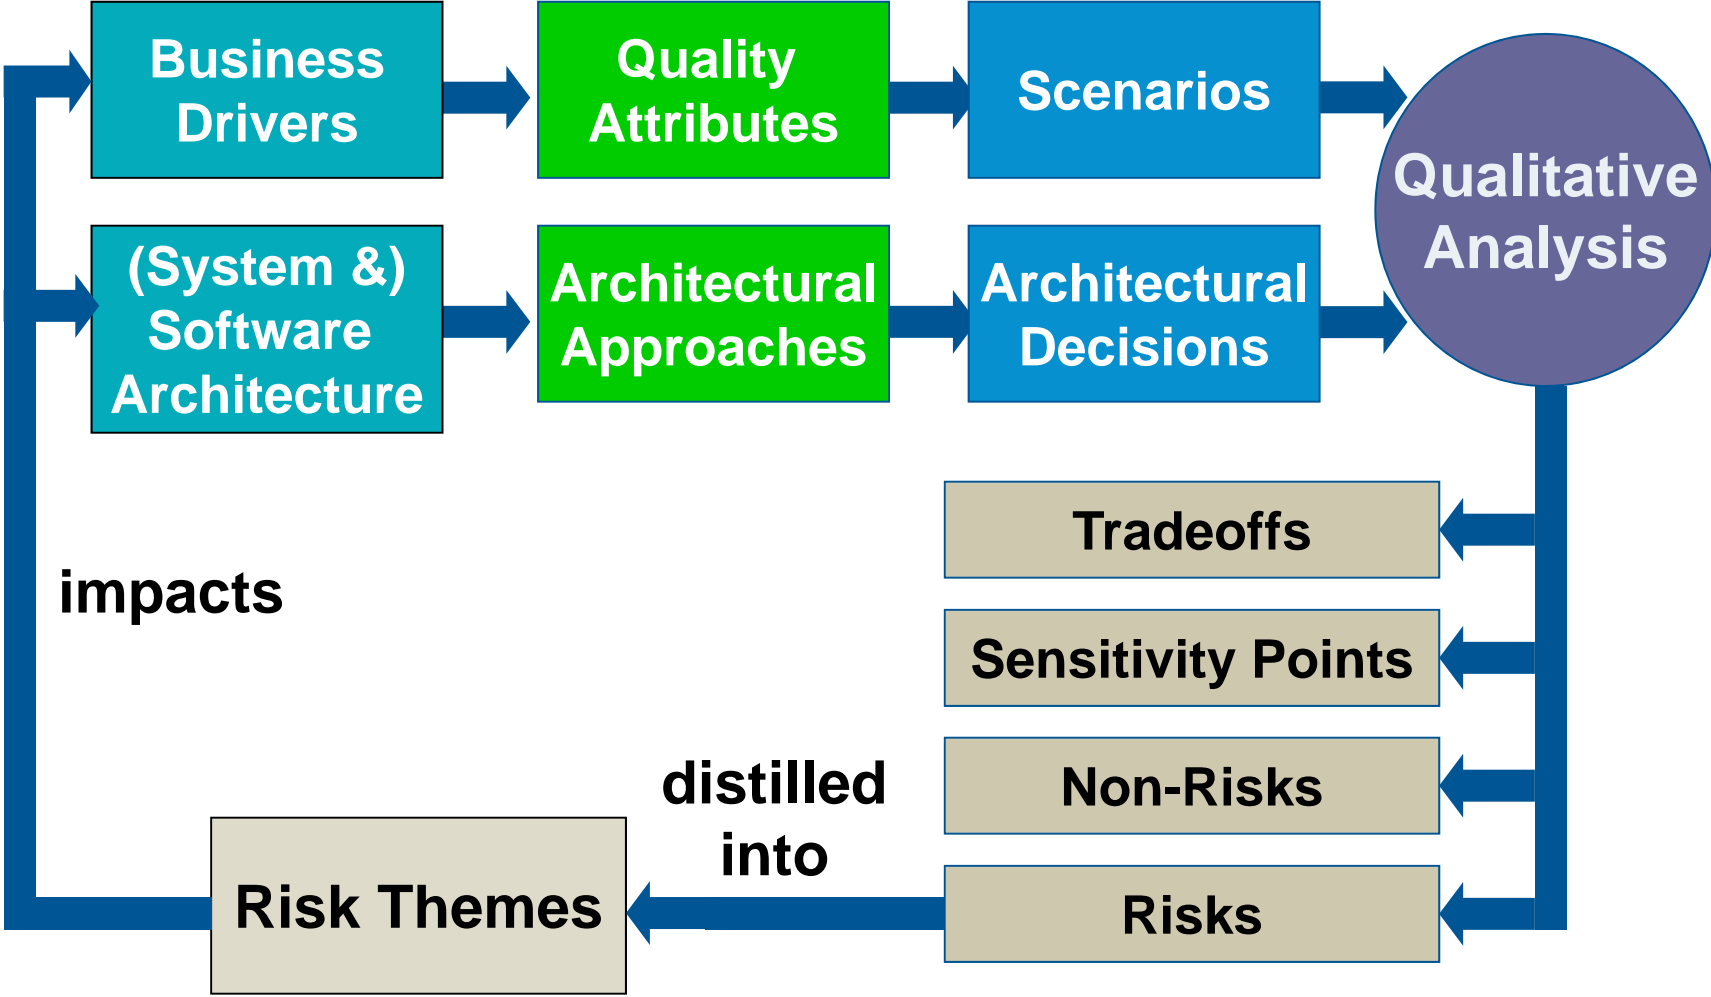 Business
Drivers
Quality
Attributes
Scenarios
Qualitative
Analysis
(System &)
Software
Architecture
Architectural
Approaches
Architectural
Decisions
Tradeoffs
Sensitivity Points
Non-Risks
Risks
impacts
distilled
into
Risk Themes